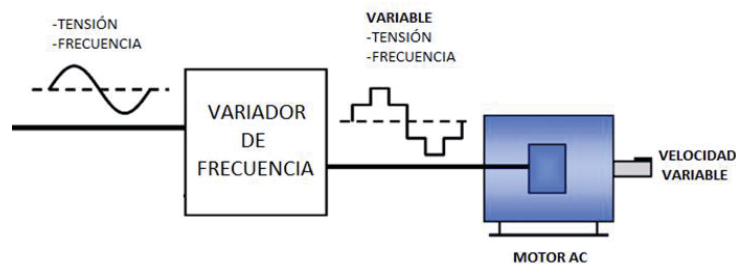 -TENSIÓN
-FRECUENCIA
VARIABLE
-TENSIÓN
-FRECUENCIA
VARIADOR
DE
FRECUENCIA
VELOCIDAD
VARIABLE
MOTOR AC